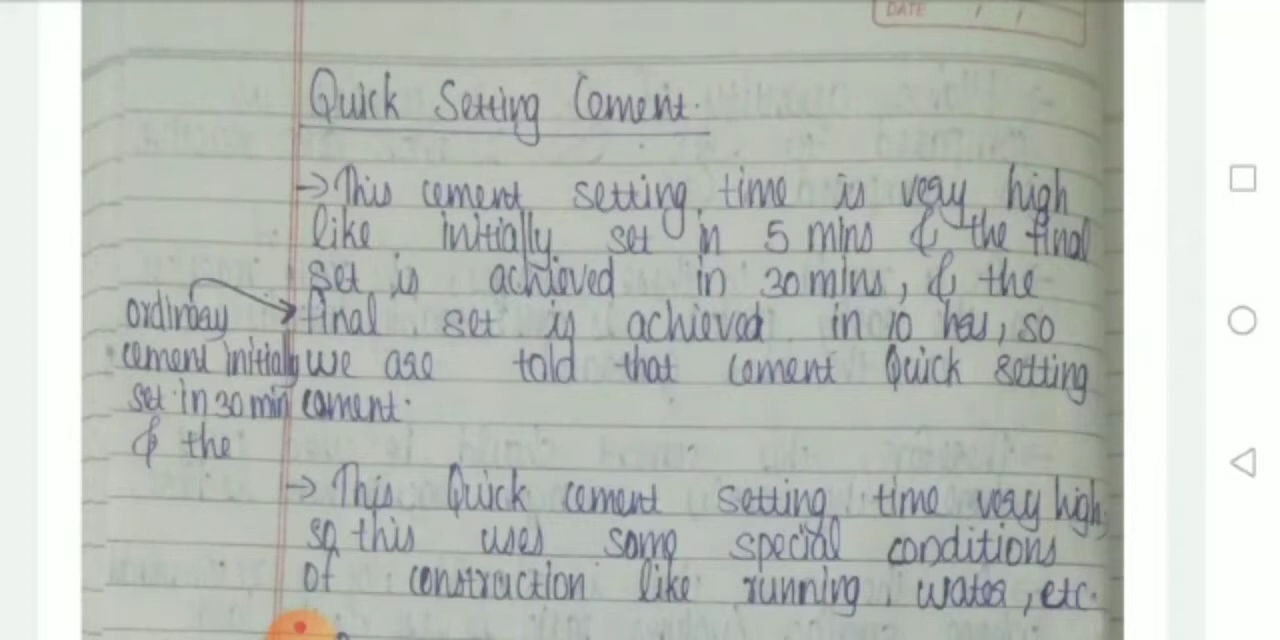 DATE / /
Quick Setting Cement.
→ This cement setting time is very high
like initially set in 5 mins & the final
set is achieved in 30 mins, & the
ordinary → final set is achieved in 10 hrs, so
cement initially we are told that cement Quick setting
set in 30 min cement.
& the
→ This Quick cement setting time very high,
so this uses some special conditions
of construction like running water, etc.